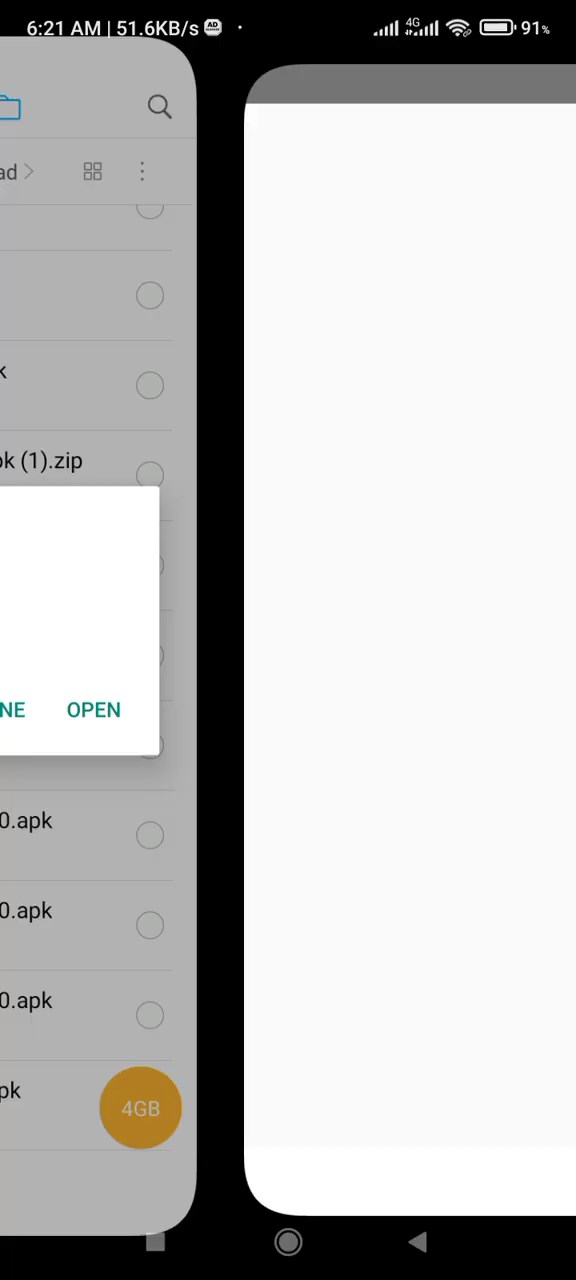 6:21 AM | 51.6KB/s
4G
91%
ad
k
ok (1).zip
NE
OPEN
0.apk
0.apk
0.apk
pk
4GB